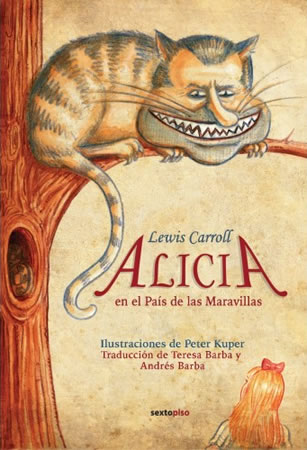 Lewis Carroll
ALICIA
en el País de las Maravillas
Ilustraciones de Peter Kuper
Traducción de Teresa Barba y
Andrés Barba
sextopiso